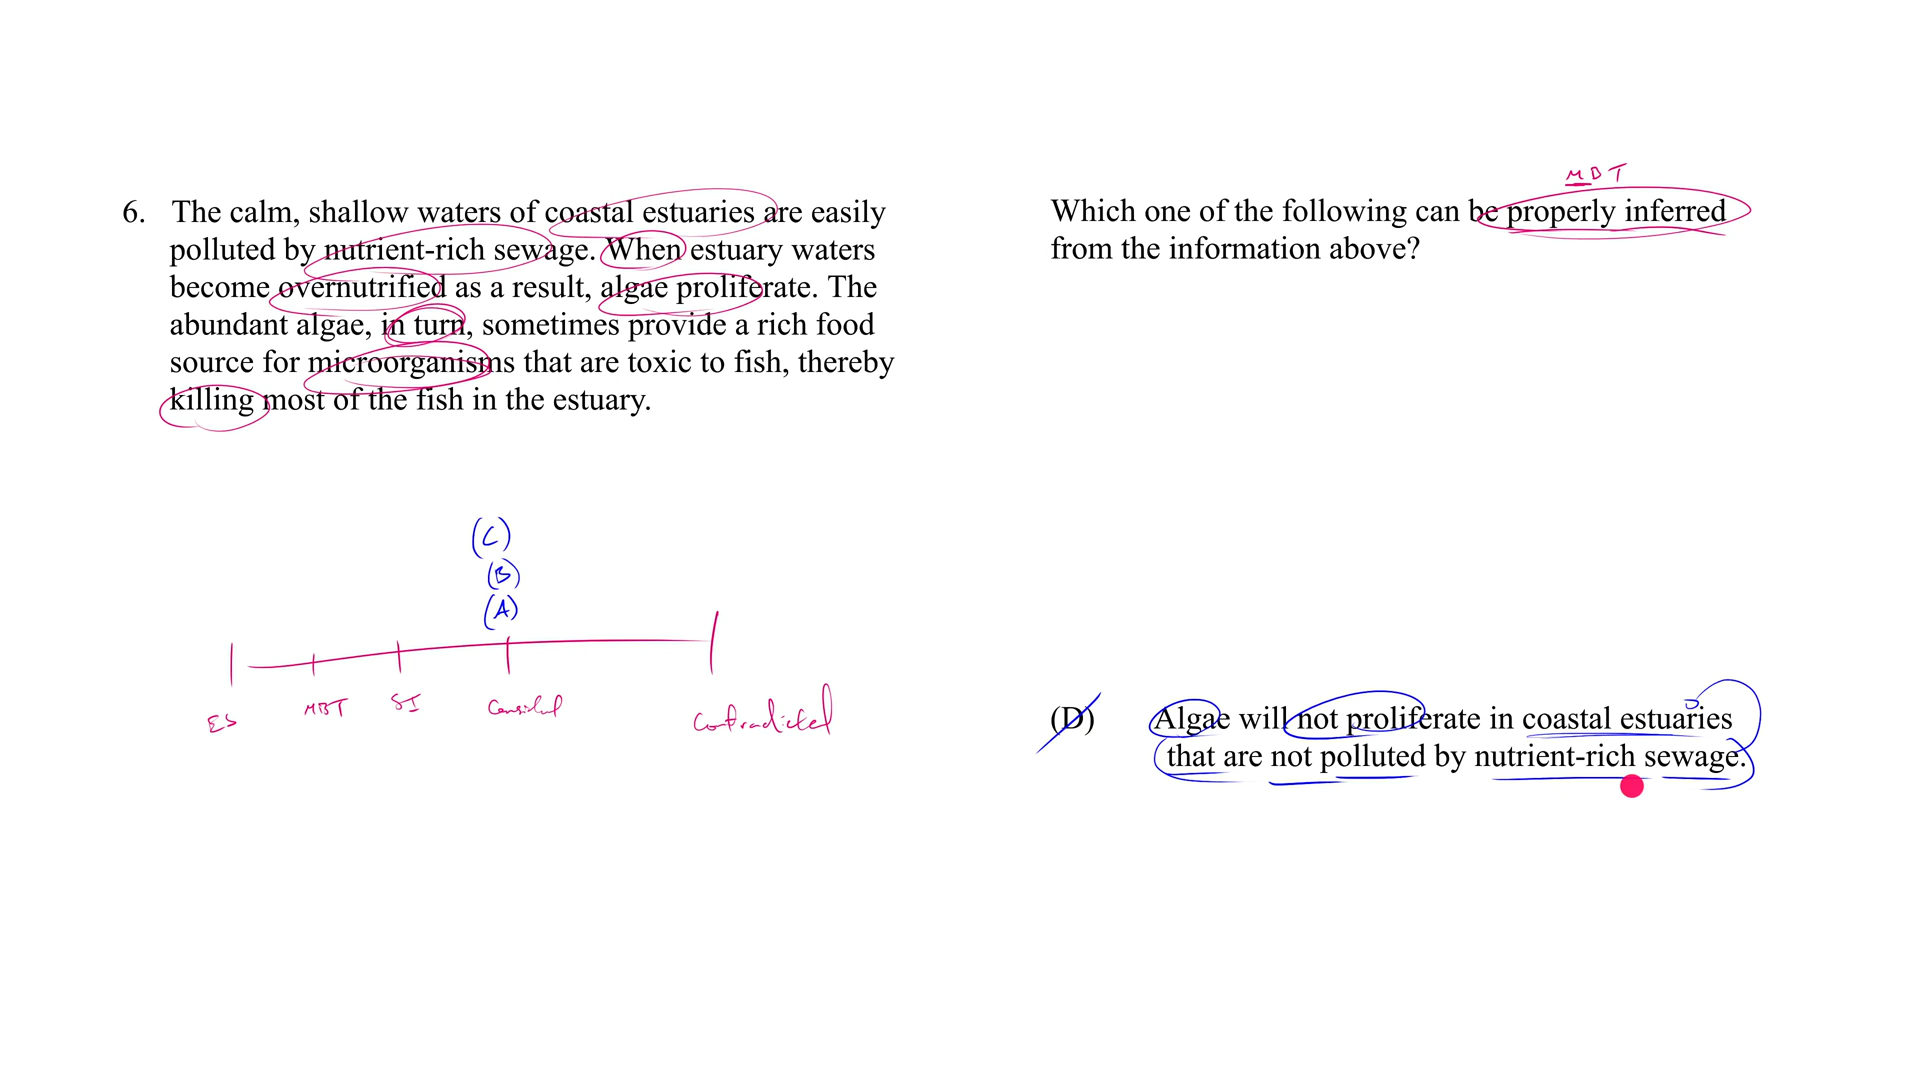 6. The calm, shallow waters of coastal estuaries are easily
polluted by nutrient-rich sewage. When estuary waters
become overnutrified as a result, algae proliferate. The
abundant algae, in turn, sometimes provide a rich food
source for microorganisms that are toxic to fish, thereby
killing most of the fish in the estuary.
MBT
Which one of the following can be properly inferred
from the information above?
(C)
(B)
(A)
ES MBT SI Contradicted
(D) Algae will not proliferate in coastal estuaries
that are not polluted by nutrient-rich sewage.